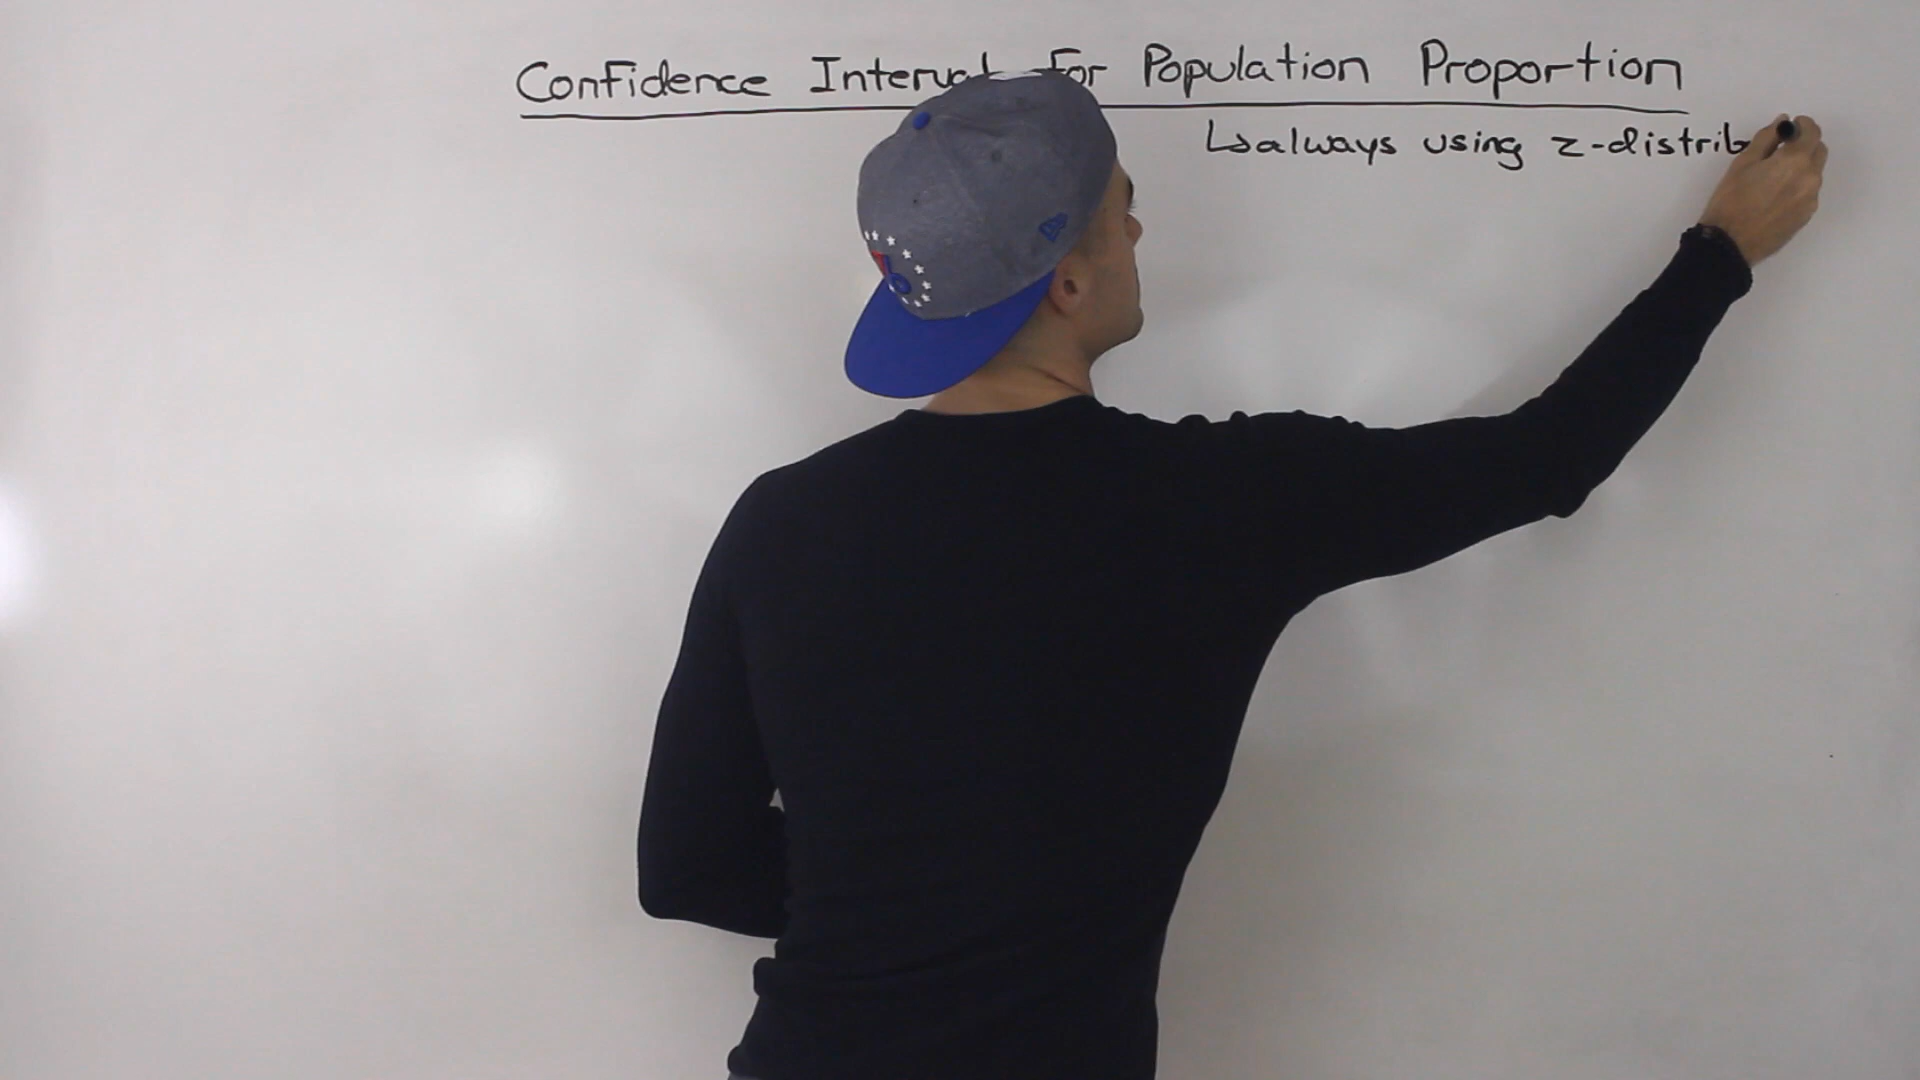 Confidence Interval For Population Proportion
↳always using z-distrib